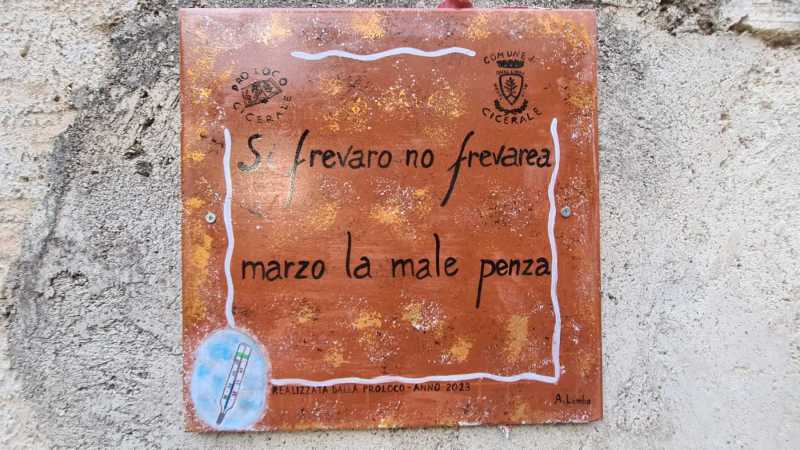 PRO LOCO
CICERALE
COMUNE di
CICERALE
Si frevaro no frevarea
marzo la male penza
REALIZZATA DALLA PROLOCO - ANNO 2023